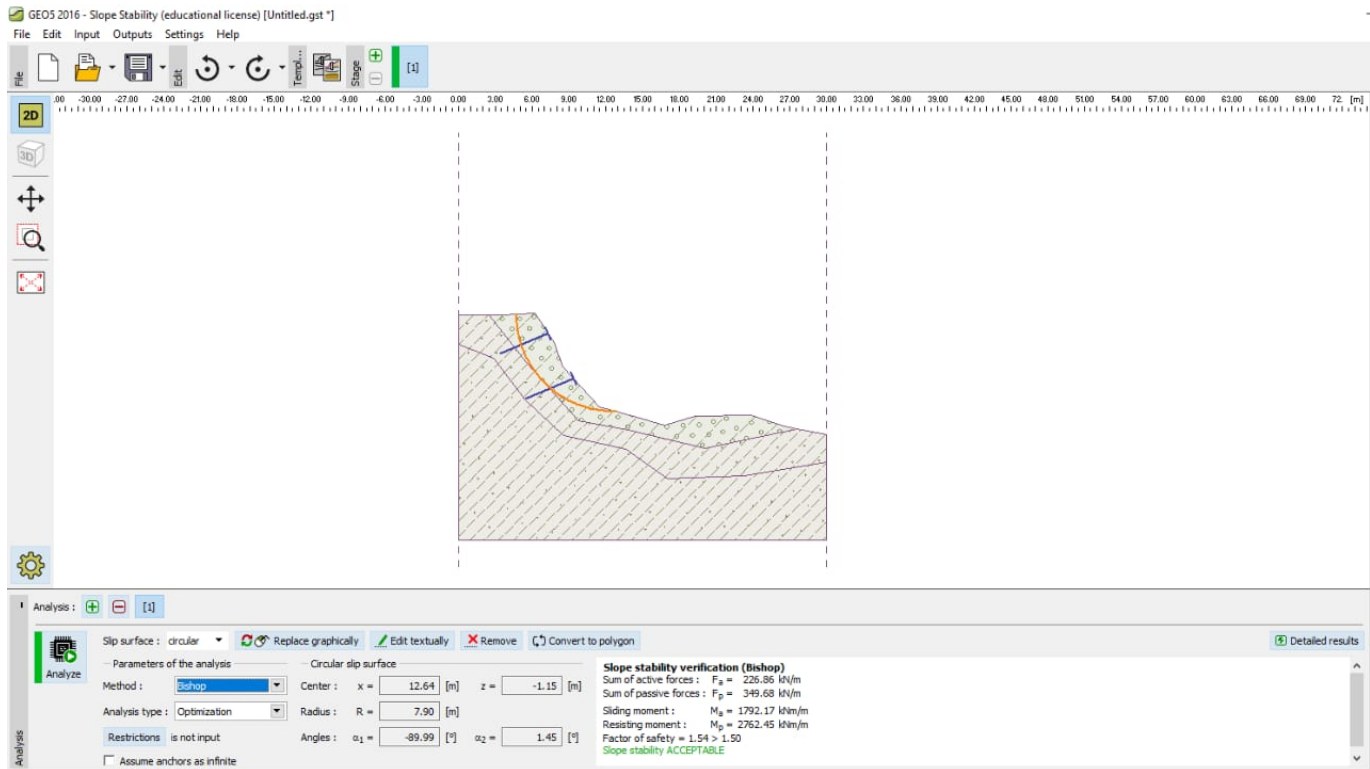 GEO5 2016 - Slope Stability (educational license) [Untitled.gst *]
File Edit Input Outputs Settings Help
File
Edit
Templ...
Stage
[1]
.00 -30.00 -27.00 -24.00 -21.00 -18.00 -15.00 -12.00 -9.00 -6.00 -3.00 0.00 3.00 6.00 9.00 12.00 15.00 18.00 21.00 24.00 27.00 30.00 33.00 36.00 39.00 42.00 45.00 48.00 51.00 54.00 57.00 60.00 63.00 66.00 69.00 72. [m]
2D
3D
Analysis : [1]
Slip surface : circular Replace graphically Edit textually Remove Convert to polygon Detailed results
Analyze
Parameters of the analysis
Method : Bishop
Analysis type : Optimization
Restrictions is not input
Assume anchors as infinite
Circular slip surface
Center : x = 12.64 [m] z = -1.15 [m]
Radius : R = 7.90 [m]
Angles : α1 = -89.99 [°] α2 = 1.45 [°]
Slope stability verification (Bishop)
Sum of active forces : Fa = 226.86 kN/m
Sum of passive forces : Fp = 349.68 kN/m
Sliding moment : Ma = 1792.17 kNm/m
Resisting moment : Mp = 2762.45 kNm/m
Factor of safety = 1.54 > 1.50
Slope stability ACCEPTABLE
Analysis